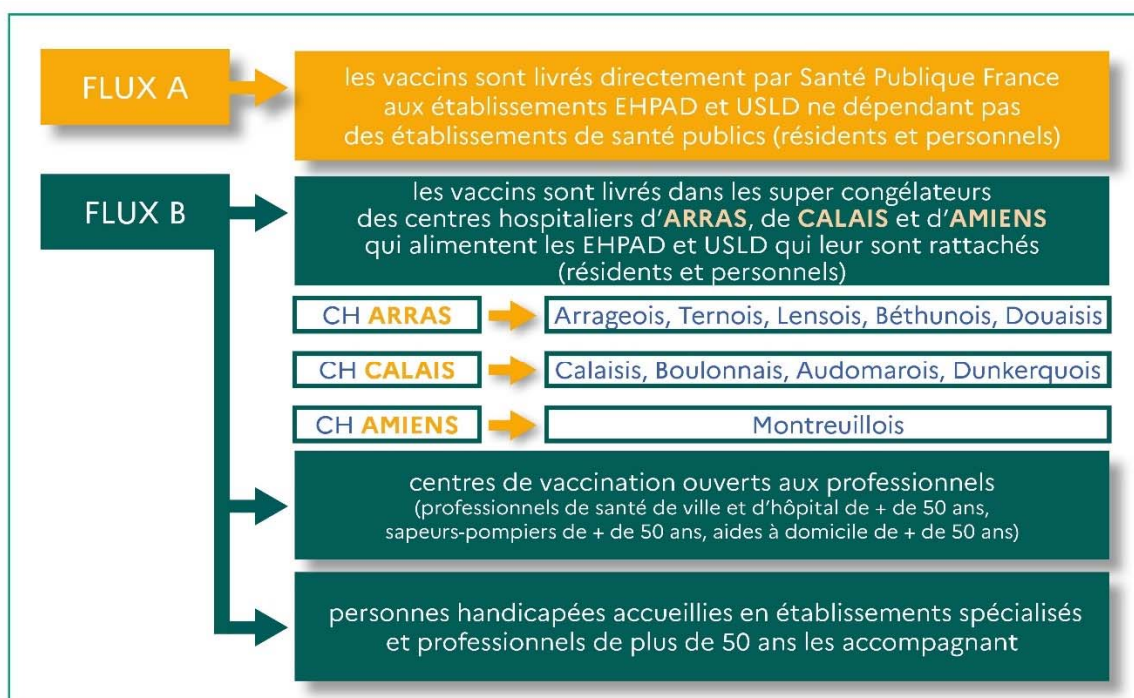 FLUX A
les vaccins sont livrés directement par Santé Publique France
aux établissements EHPAD et USLD ne dépendant pas
des établissements de santé publics (résidents et personnels)
FLUX B
les vaccins sont livrés dans les super congélateurs
des centres hospitaliers d'ARRAS, de CALAIS et d'AMIENS
qui alimentent les EHPAD et USLD qui leur sont rattachés
(résidents et personnels)
CH ARRAS
Arrageois, Ternois, Lensois, Béthunois, Douaisis
CH CALAIS
Calaisis, Boulonnais, Audomarois, Dunkerquois
CH AMIENS
Montreuillois
centres de vaccination ouverts aux professionnels
(professionnels de santé de ville et d'hôpital de + de 50 ans,
sapeurs-pompiers de + de 50 ans, aides à domicile de + de 50 ans)
personnes handicapées accueillies en établissements spécialisés
et professionnels de plus de 50 ans les accompagnant